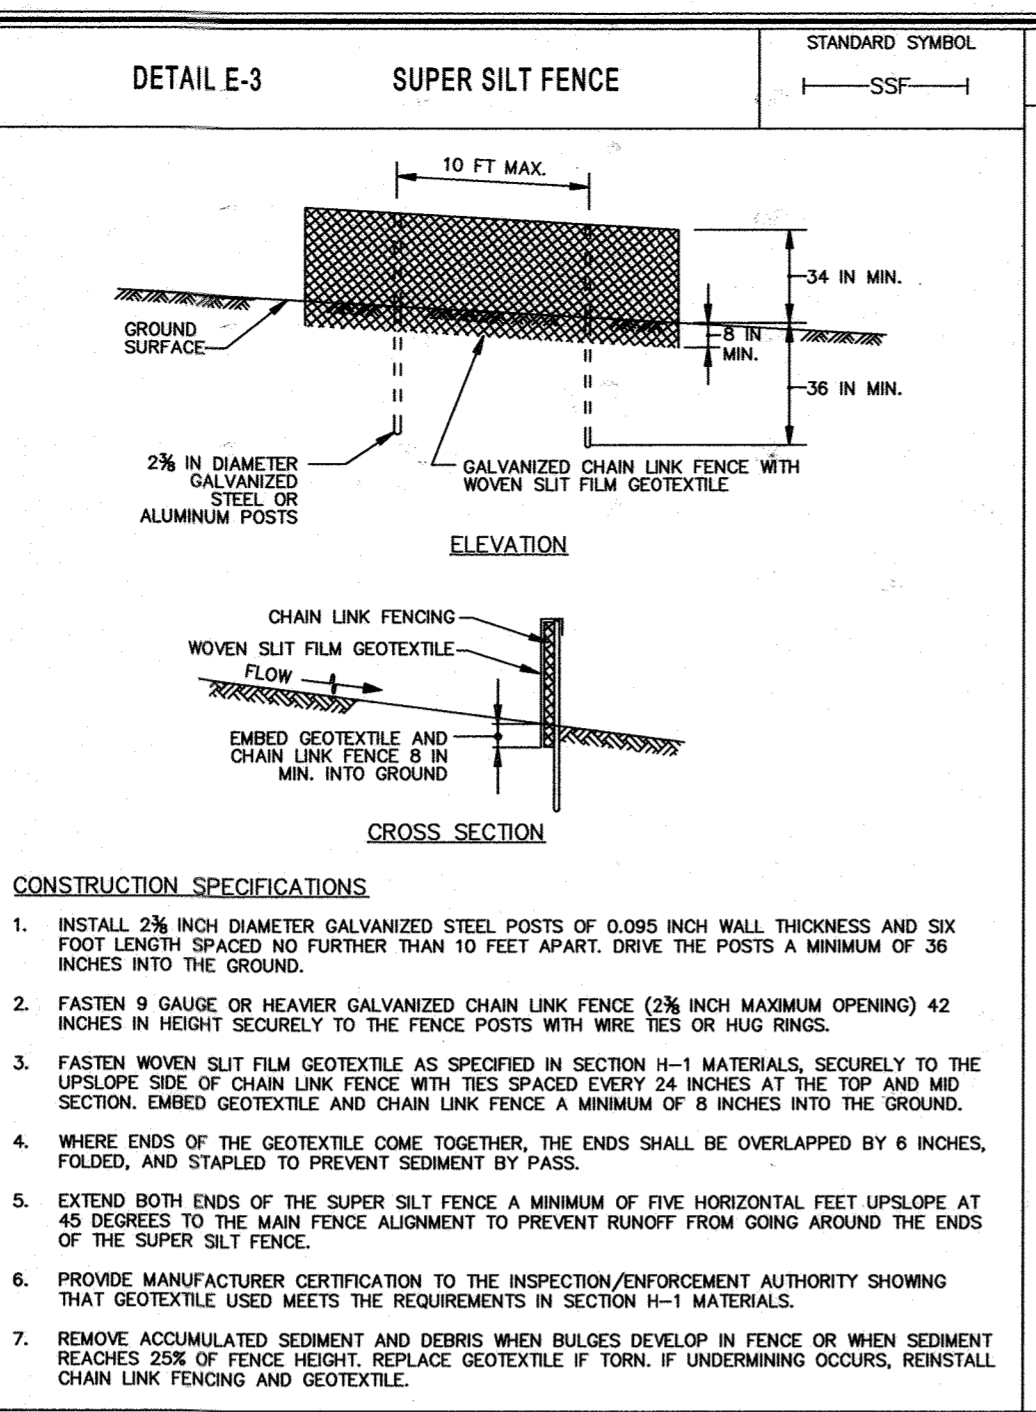 DETAIL E-3 SUPER SILT FENCE
STANDARD SYMBOL
SSF
10 FT MAX.
34 IN MIN.
GROUND
SURFACE
8 IN
MIN.
36 IN MIN.
2⅜ IN DIAMETER
GALVANIZED
STEEL OR
ALUMINUM POSTS
GALVANIZED CHAIN LINK FENCE WITH
WOVEN SLIT FILM GEOTEXTILE
ELEVATION
CHAIN LINK FENCING
WOVEN SLIT FILM GEOTEXTILE
FLOW
EMBED GEOTEXTILE AND
CHAIN LINK FENCE 8 IN
MIN. INTO GROUND
CROSS SECTION
CONSTRUCTION SPECIFICATIONS
1. INSTALL 2⅜ INCH DIAMETER GALVANIZED STEEL POSTS OF 0.095 INCH WALL THICKNESS AND SIX
FOOT LENGTH SPACED NO FURTHER THAN 10 FEET APART. DRIVE THE POSTS A MINIMUM OF 36
INCHES INTO THE GROUND.
2. FASTEN 9 GAUGE OR HEAVIER GALVANIZED CHAIN LINK FENCE (2⅜ INCH MAXIMUM OPENING) 42
INCHES IN HEIGHT SECURELY TO THE FENCE POSTS WITH WIRE TIES OR HUG RINGS.
3. FASTEN WOVEN SLIT FILM GEOTEXTILE AS SPECIFIED IN SECTION H-1 MATERIALS, SECURELY TO THE
UPSLOPE SIDE OF CHAIN LINK FENCE WITH TIES SPACED EVERY 24 INCHES AT THE TOP AND MID
SECTION. EMBED GEOTEXTILE AND CHAIN LINK FENCE A MINIMUM OF 8 INCHES INTO THE GROUND.
4. WHERE ENDS OF THE GEOTEXTILE COME TOGETHER, THE ENDS SHALL BE OVERLAPPED BY 6 INCHES,
FOLDED, AND STAPLED TO PREVENT SEDIMENT BY PASS.
5. EXTEND BOTH ENDS OF THE SUPER SILT FENCE A MINIMUM OF FIVE HORIZONTAL FEET UPSLOPE AT
45 DEGREES TO THE MAIN FENCE ALIGNMENT TO PREVENT RUNOFF FROM GOING AROUND THE ENDS
OF THE SUPER SILT FENCE.
6. PROVIDE MANUFACTURER CERTIFICATION TO THE INSPECTION/ENFORCEMENT AUTHORITY SHOWING
THAT GEOTEXTILE USED MEETS THE REQUIREMENTS IN SECTION H-1 MATERIALS.
7. REMOVE ACCUMULATED SEDIMENT AND DEBRIS WHEN BULGES DEVELOP IN FENCE OR WHEN SEDIMENT
REACHES 25% OF FENCE HEIGHT. REPLACE GEOTEXTILE IF TORN. IF UNDERMINING OCCURS, REINSTALL
CHAIN LINK FENCING AND GEOTEXTILE.